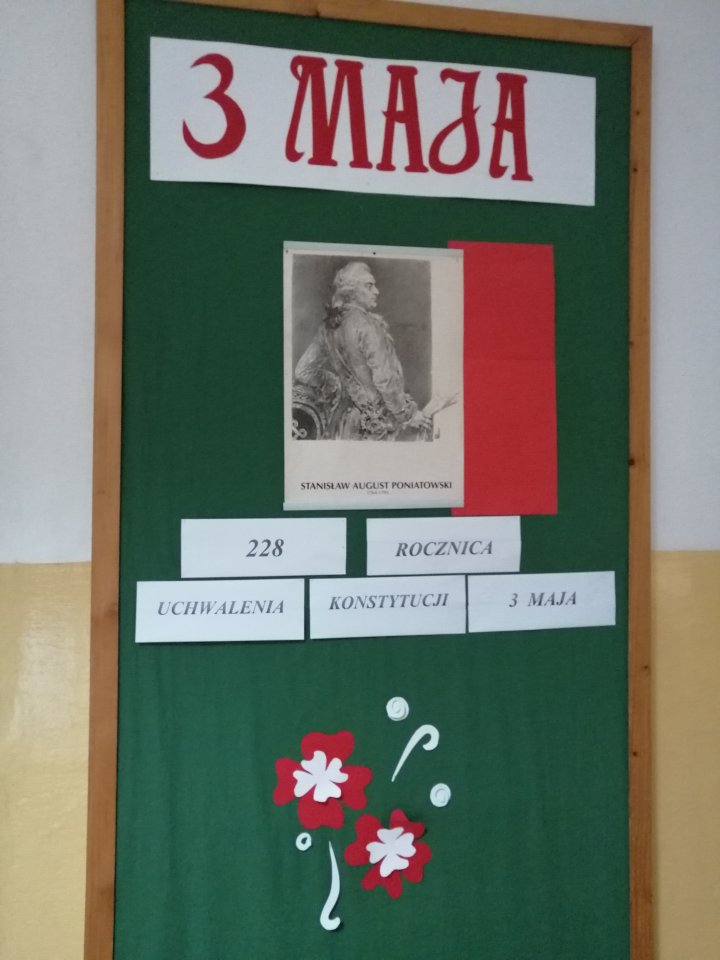 3 MAJA
STANISŁAW AUGUST PONIATOWSKI
228 ROCZNICA
UCHWALENIA KONSTYTUCJI 3 MAJA